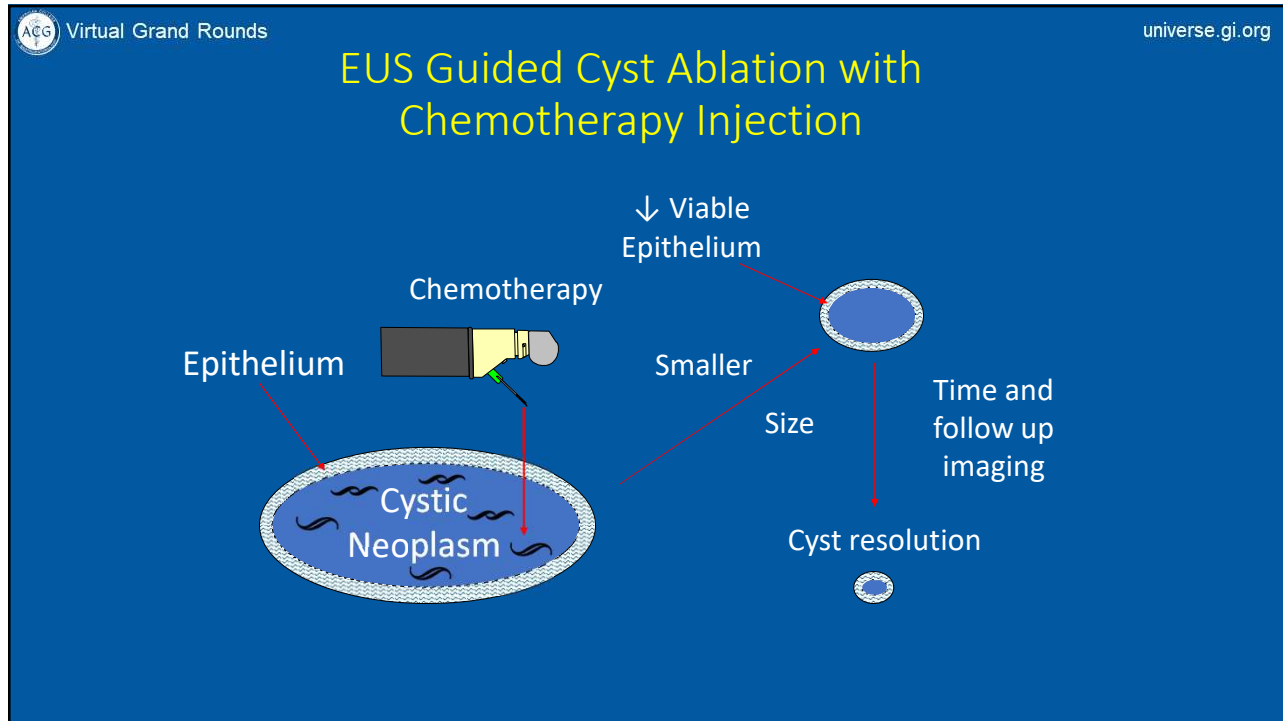 ACG
Virtual Grand Rounds
universe.gi.org
EUS Guided Cyst Ablation with
Chemotherapy Injection
↓ Viable
Epithelium
Chemotherapy
Epithelium
Smaller
Size
Time and
follow up
imaging
Cystic
Neoplasm
Cyst resolution